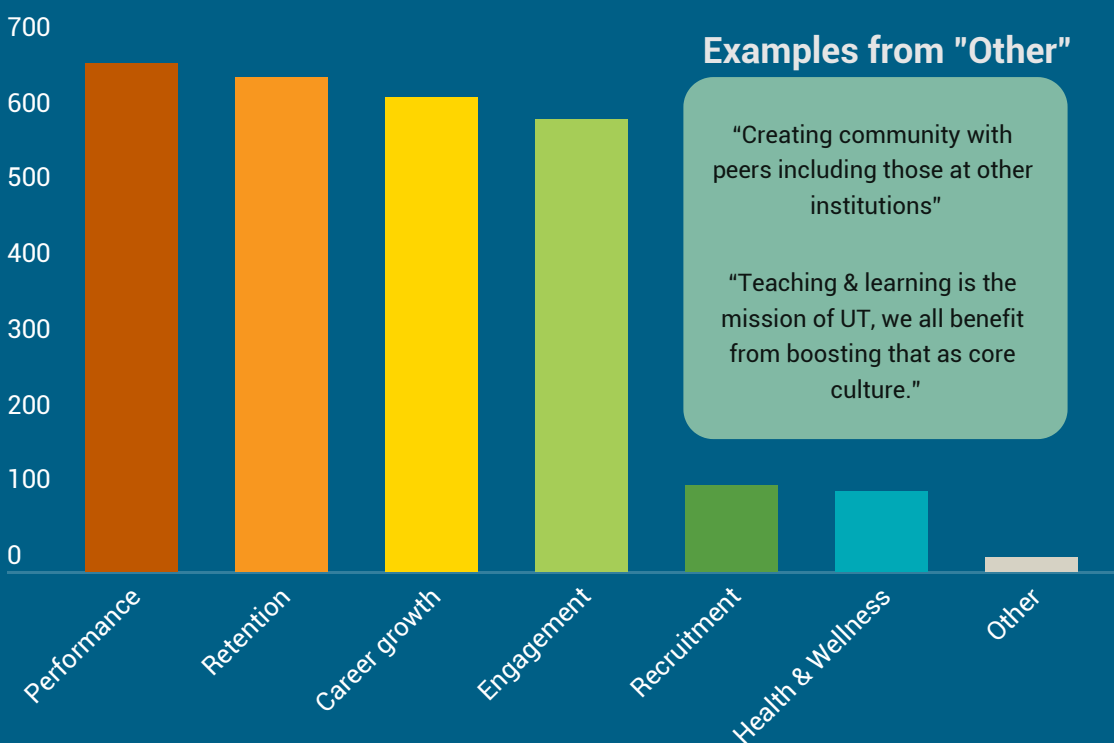 700
600
500
400
300
200
100
0
Performance
Retention
Career growth
Engagement
Recruitment
Health & Wellness
Other
Examples from "Other"
“Creating community with
peers including those at other
institutions”
“Teaching & learning is the
mission of UT, we all benefit
from boosting that as core
culture.”